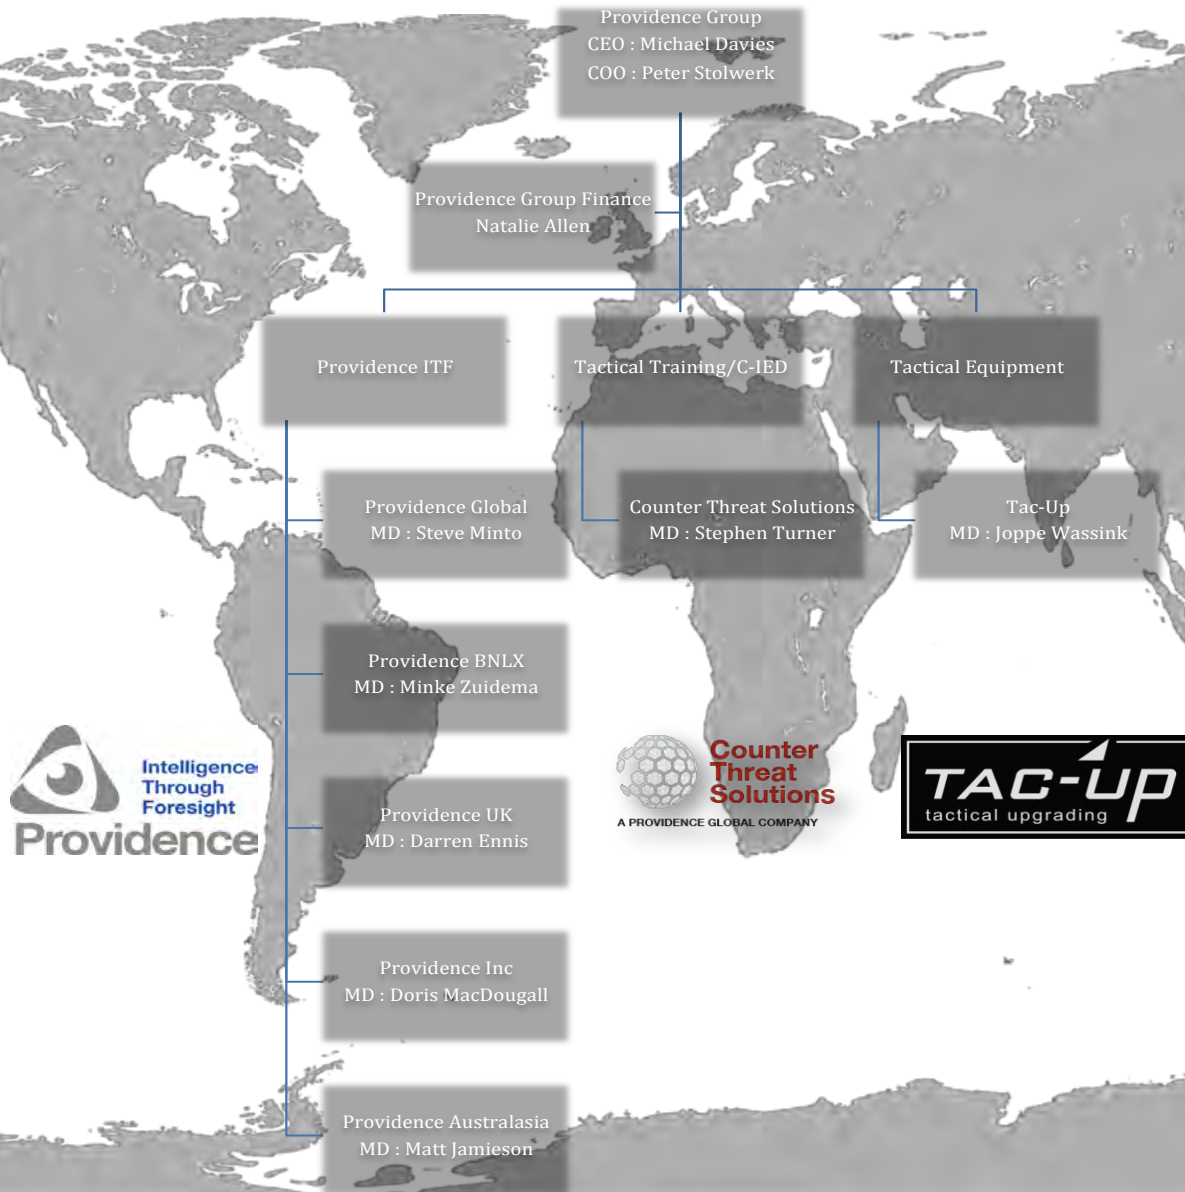 Providence Group
CEO : Michael Davies
COO : Peter Stolwerk
Providence Group Finance
Natalie Allen
Providence ITF
Tactical Training/C-IED
Tactical Equipment
Providence Global
MD : Steve Minto
Counter Threat Solutions
MD : Stephen Turner
Tac-Up
MD : Joppe Wassink
Providence BNLX
MD : Minke Zuidema
Providence UK
MD : Darren Ennis
Providence Inc
MD : Doris MacDougall
Providence Australasia
MD : Matt Jamieson
Intelligence
Through
Foresight
Providence
Counter
Threat
Solutions
A PROVIDENCE GLOBAL COMPANY
TAC-UP
tactical upgrading